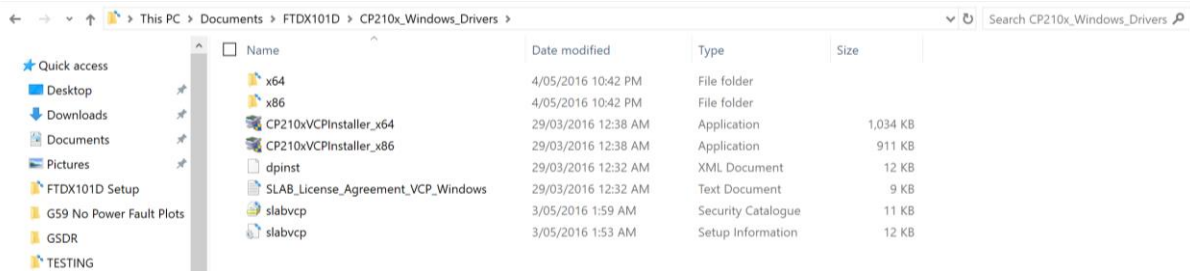 This PC > Documents > FTDX101D > CP210x_Windows_Drivers >
Search CP210x_Windows_Drivers
Quick access
Desktop
Downloads
Documents
Pictures
FTDX101D Setup
G59 No Power Fault Plots
GSDR
TESTING
Name Date modified Type Size
x64 4/05/2016 10:42 PM File folder
x86 4/05/2016 10:42 PM File folder
CP210xVCPInstaller_x64 29/03/2016 12:38 AM Application 1,034 KB
CP210xVCPInstaller_x86 29/03/2016 12:38 AM Application 911 KB
dpinst 29/03/2016 12:32 AM XML Document 12 KB
SLAB_License_Agreement_VCP_Windows 29/03/2016 12:32 AM Text Document 9 KB
slabvcp 3/05/2016 1:59 AM Security Catalogue 11 KB
slabvcp 3/05/2016 1:53 AM Setup Information 12 KB